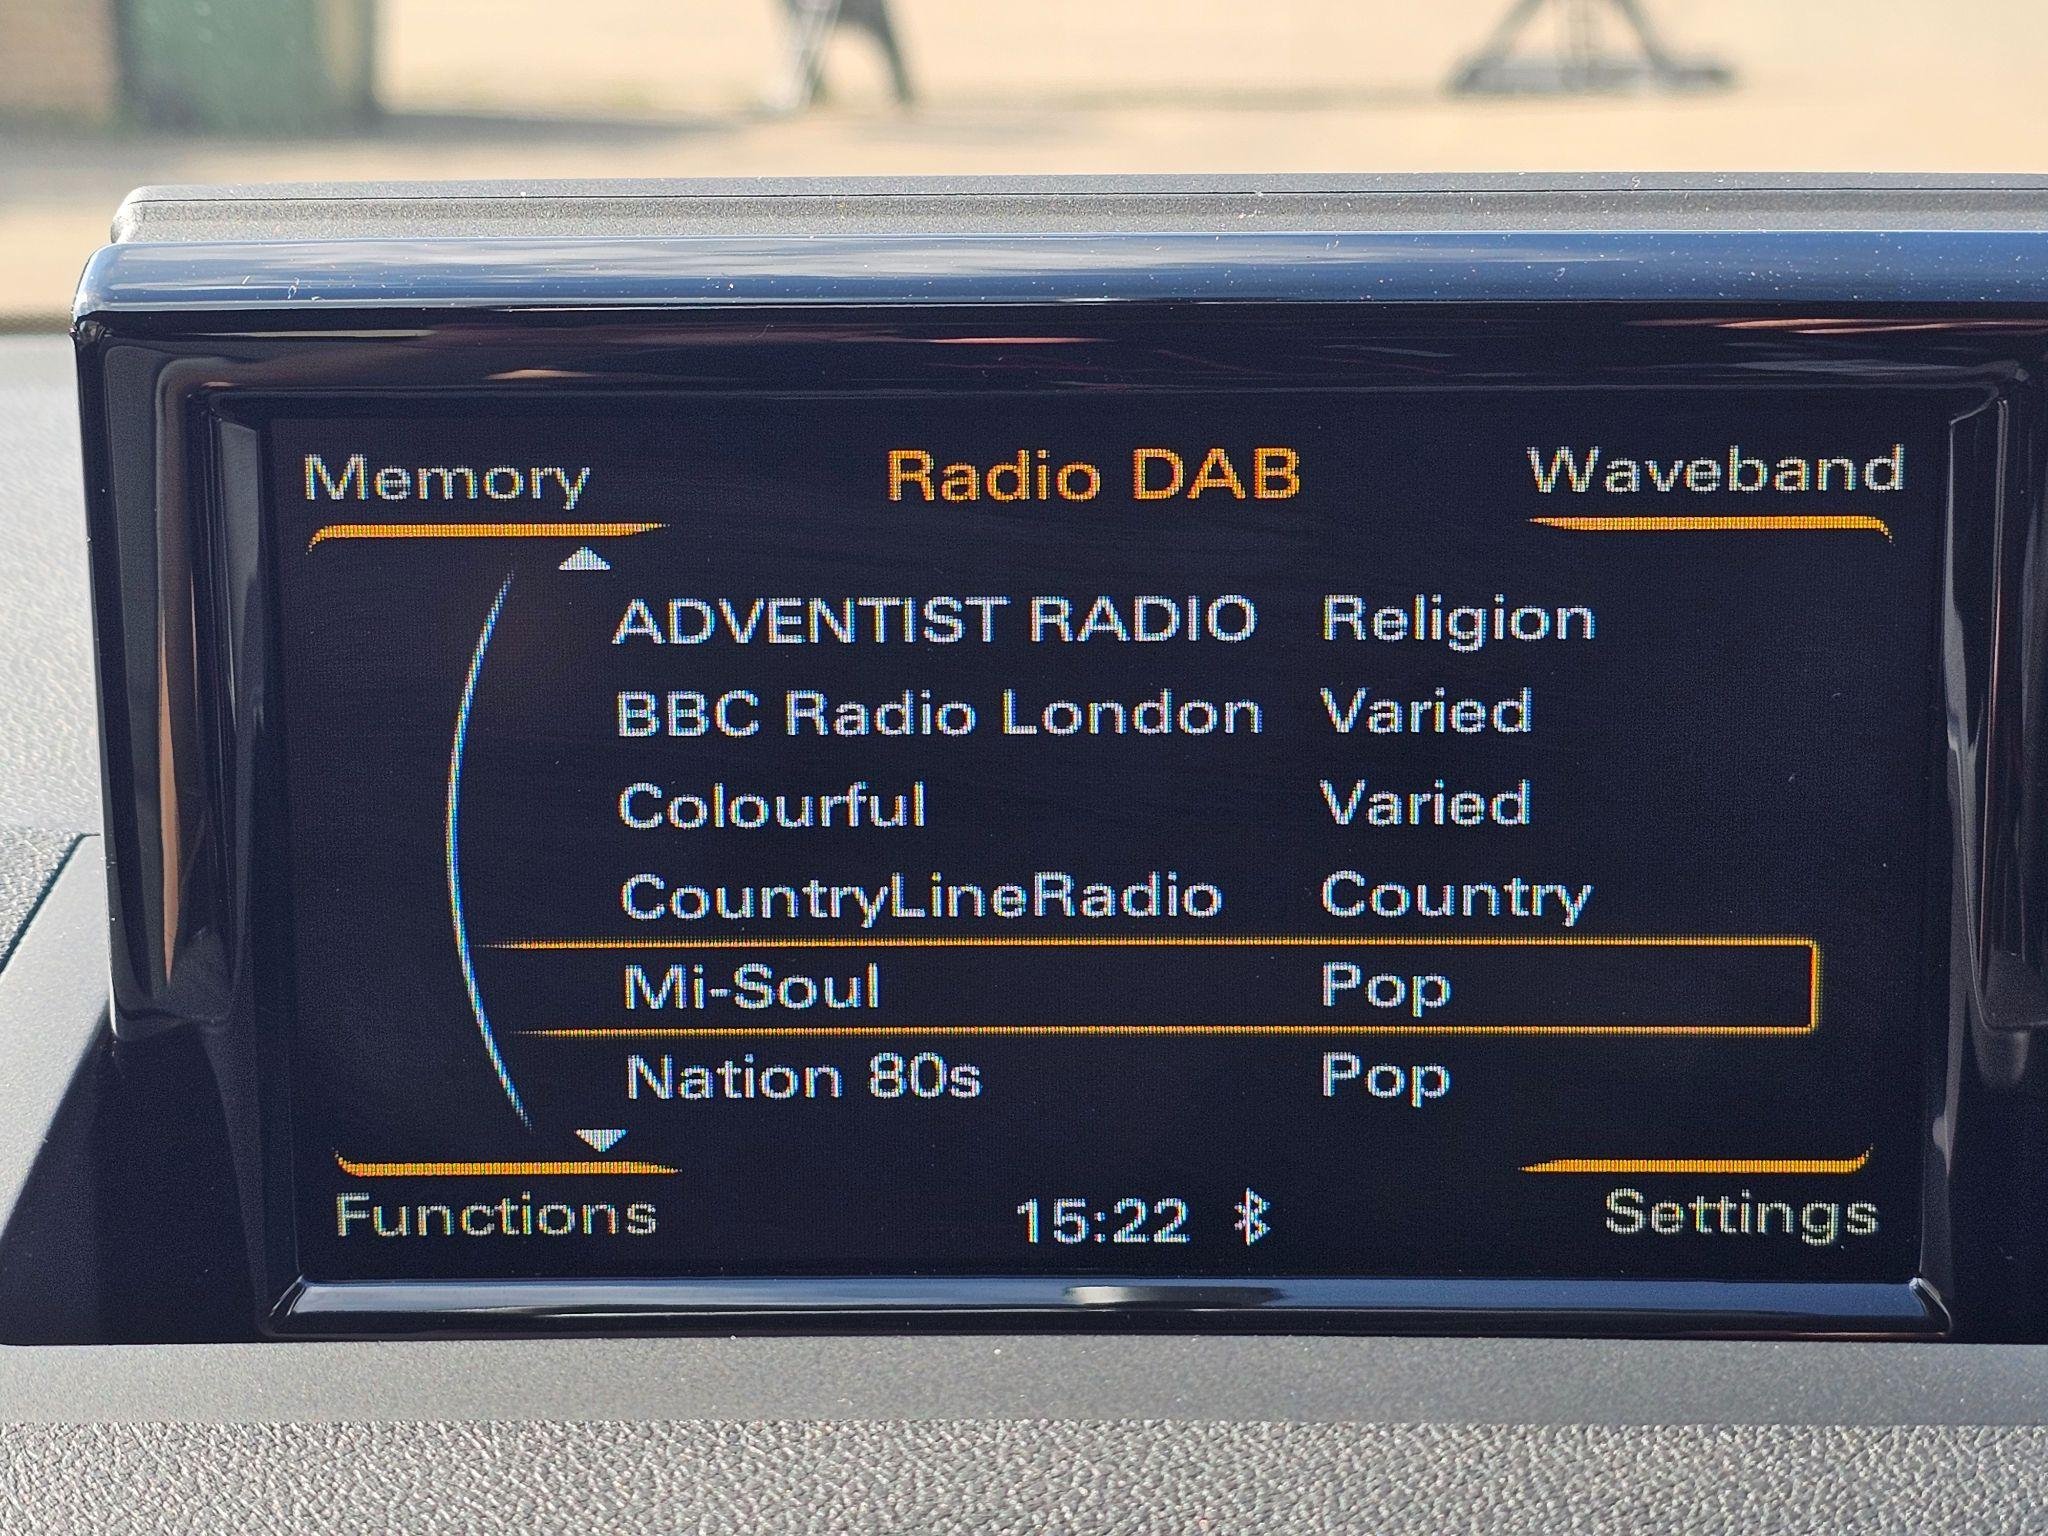 Memory Radio DAB Waveband
ADVENTIST RADIO Religion
BBC Radio London Varied
Colourful Varied
CountryLineRadio Country
Mi-Soul Pop
Nation 80s Pop
Functions 15:22 Settings